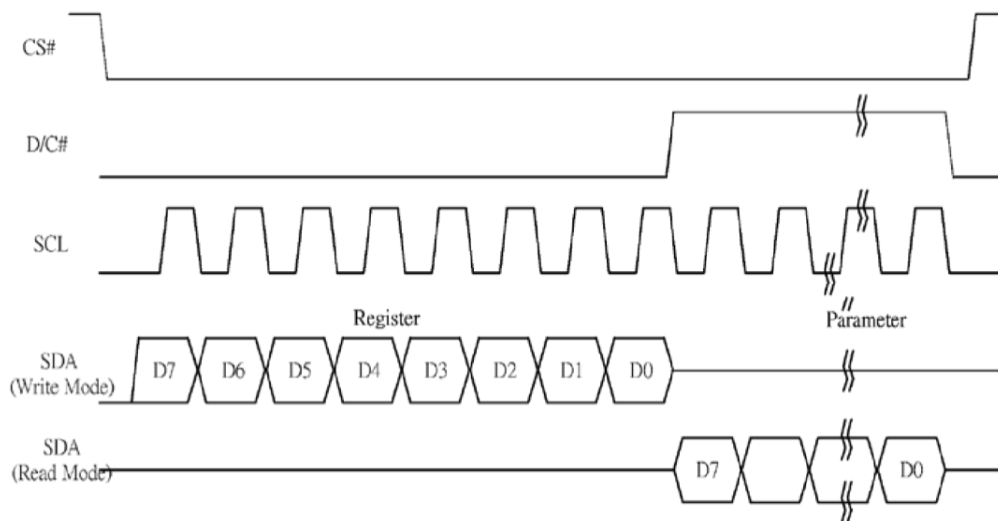 CS#
D/C#
SCL
Register
Parameter
SDA
(Write Mode)
D7 D6 D5 D4 D3 D2 D1 D0
SDA
(Read Mode)
D7 D0